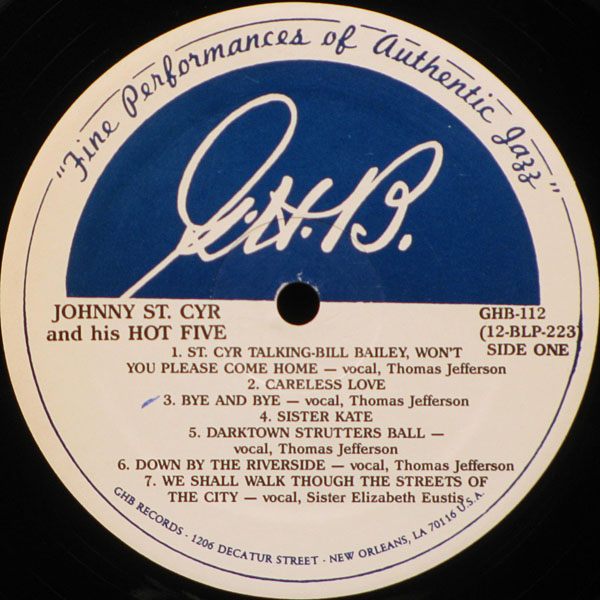 "Fine Performances of Authentic Jazz"
G.H.B.
JOHNNY ST. CYR
and his HOT FIVE
GHB-112
(12-BLP-223)
SIDE ONE
1. ST. CYR TALKING-BILL BAILEY, WON'T
YOU PLEASE COME HOME — vocal, Thomas Jefferson
2. CARELESS LOVE
3. BYE AND BYE — vocal, Thomas Jefferson
4. SISTER KATE
5. DARKTOWN STRUTTERS BALL —
vocal, Thomas Jefferson
6. DOWN BY THE RIVERSIDE — vocal, Thomas Jefferson
7. WE SHALL WALK THOUGH THE STREETS OF
THE CITY — vocal, Sister Elizabeth Eustis
GHB RECORDS · 1206 DECATUR STREET · NEW ORLEANS, LA 70116 U.S.A.